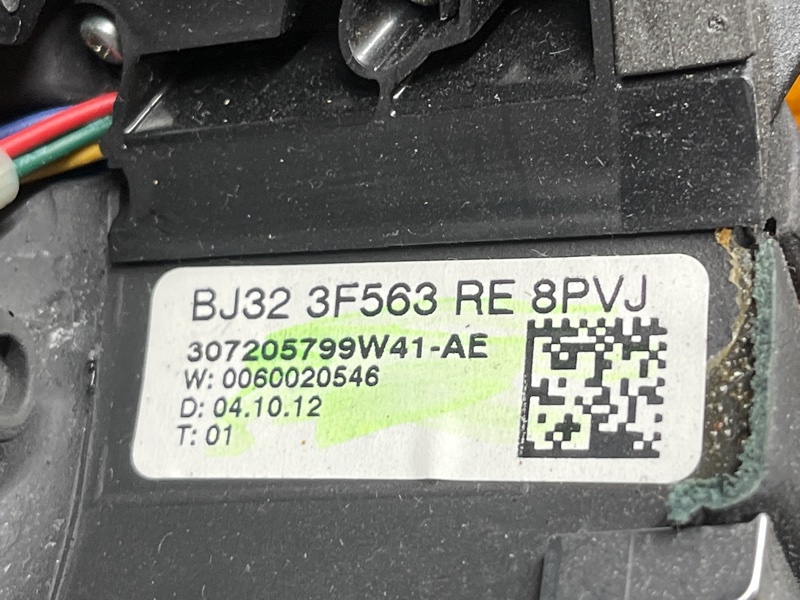 BJ32 3F563 RE 8PVJ
307205799W41-AE
W: 0060020546
D: 04.10.12
T: 01